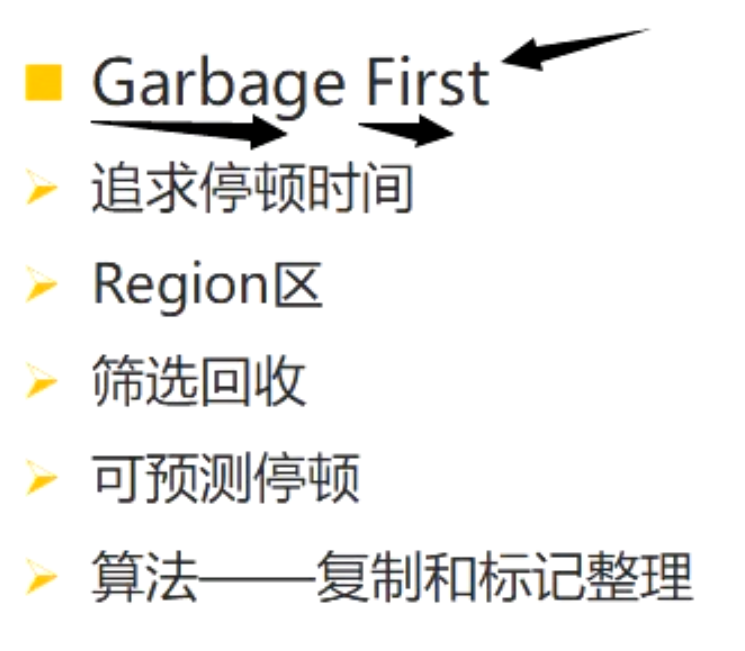 Garbage First
追求停顿时间
Region区
筛选回收
可预测停顿
算法——复制和标记整理